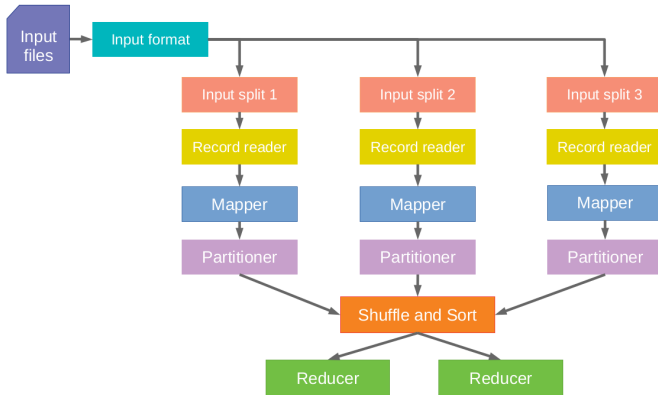 Input
files
Input format
Input split 1
Input split 2
Input split 3
Record reader
Record reader
Record reader
Mapper
Mapper
Mapper
Partitioner
Partitioner
Partitioner
Shuffle and Sort
Reducer
Reducer